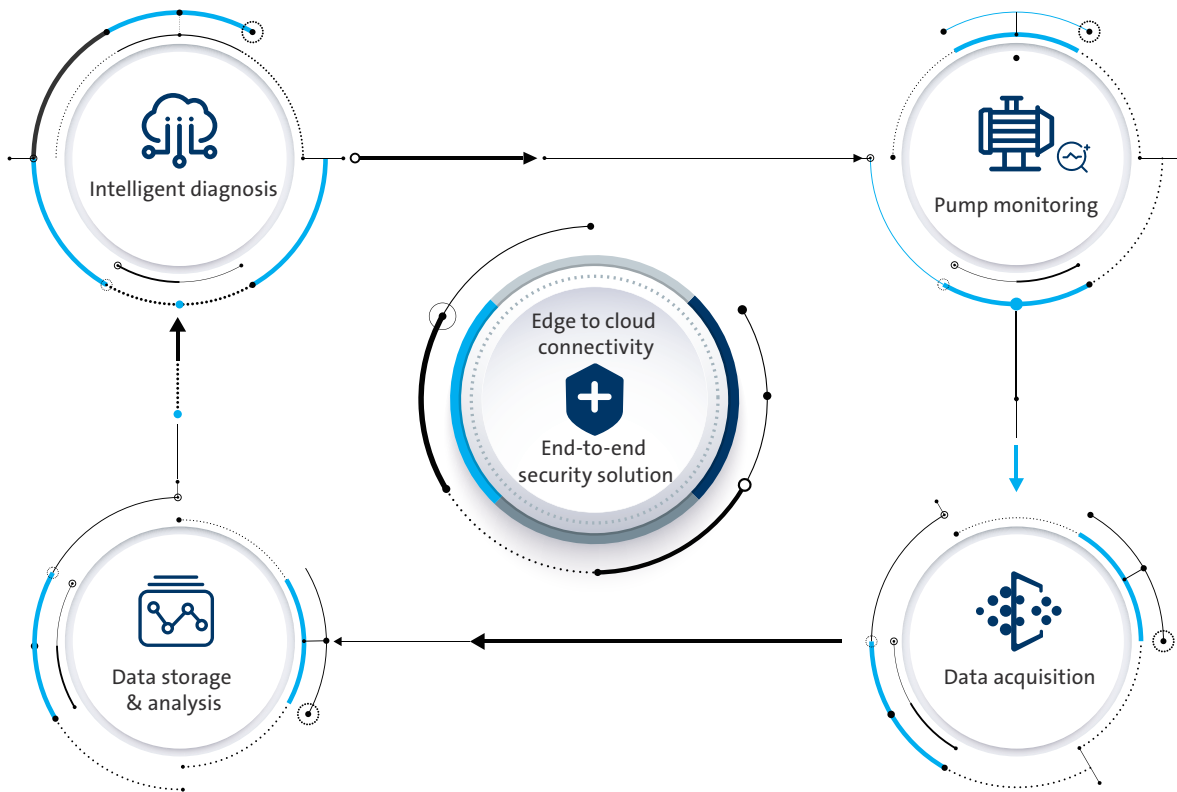 Intelligent diagnosis
Pump monitoring
Edge to cloud
connectivity
End-to-end
security solution
Data storage
& analysis
Data acquisition